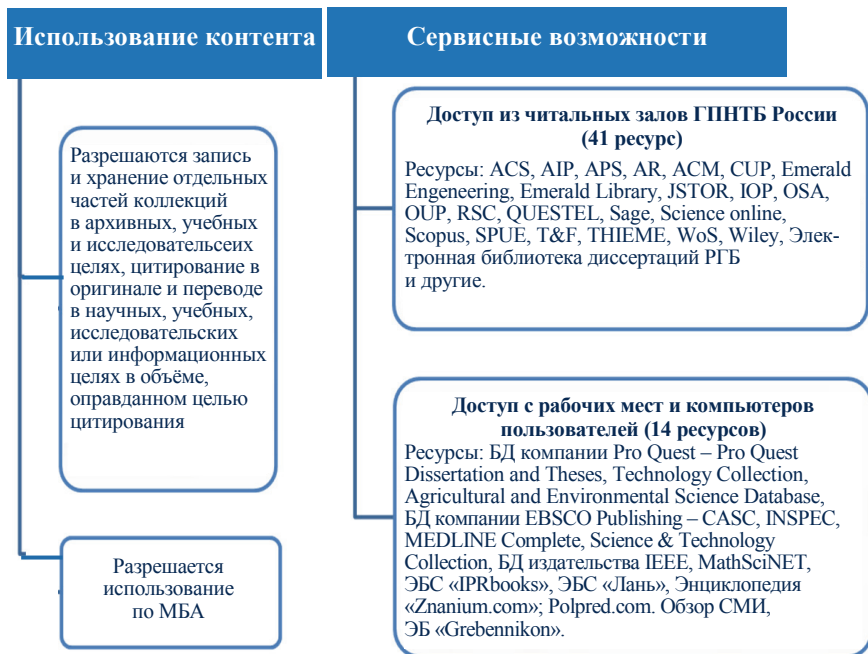 Использование контента
Разрешаются запись
и хранение отдельных
частей коллекций
в архивных, учебных
и исследовательсеих
целях, цитирование в
оригинале и переводе
в научных, учебных,
исследовательских
или информационных
целях в объёме,
оправданном целью
цитирования
Разрешается
использование
по МБА
Сервисные возможности
Доступ из читальных залов ГПНТБ России
(41 ресурс)
Ресурсы: ACS, AIP, APS, AR, ACM, CUP, Emerald
Engeneering, Emerald Library, JSTOR, IOP, OSA,
OUP, RSC, QUESTEL, Sage, Science online,
Scopus, SPUE, T&F, THIEME, WoS, Wiley, Элек-
тронная библиотека диссертаций РГБ
и другие.
Доступ с рабочих мест и компьютеров
пользователей (14 ресурсов)
Ресурсы: БД компании Pro Quest – Pro Quest
Dissertation and Theses, Technology Collection,
Agricultural and Environmental Science Database,
БД компании EBSCO Publishing – CASC, INSPEC,
MEDLINE Complete, Science & Technology
Collection, БД издательства IEEE, MathSciNET,
ЭБС «IPRbooks», ЭБС «Лань», Энциклопедия
«Znanium.com»; Polpred.com. Обзор СМИ,
ЭБ «Grebennikon».